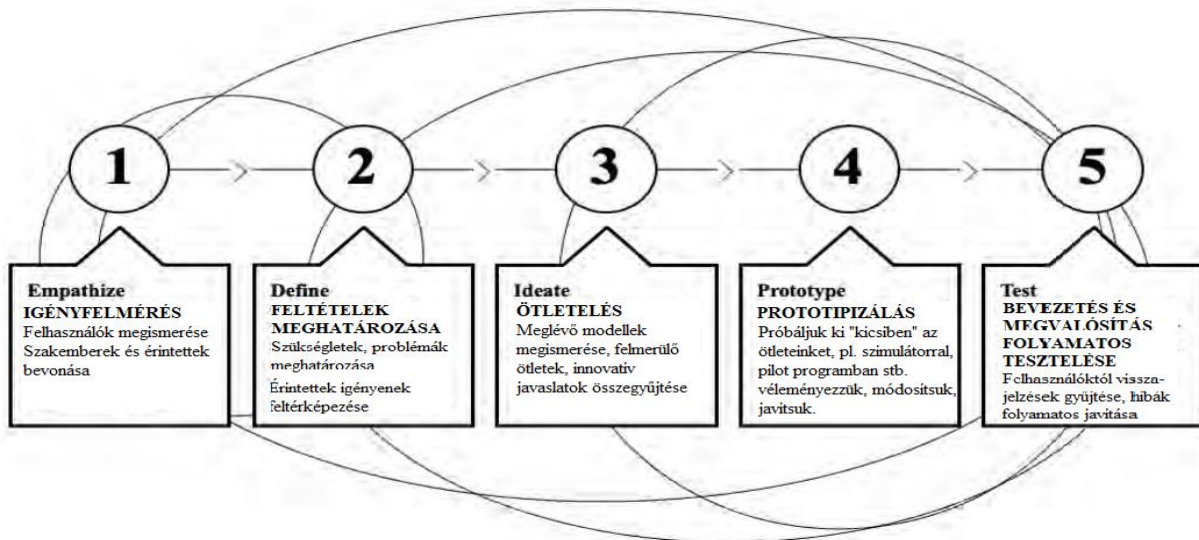 1
2
3
4
5
Empathize
IGÉNYFELMÉRÉS
Felhasználók megismerése
Szakemberek és érintettek
bevonása
Define
FELTÉTELEK
MEGHATÁROZÁSA
Szükségletek, problémák
meghatározása
Érintettek igényenek
feltérképezése
Ideate
ÖTLETELÉS
Meglévő modellek
megismerése, felmerülő
ötletek, innovatív
javaslatok összegyűjtése
Prototype
PROTOTIPIZÁLÁS
Próbáljuk ki "kicsiben" az
ötleteinket, pl. szimulátorral,
pilot programban stb.
véleményezzük, módosítsuk,
javítsuk.
Test
BEVEZETÉS ÉS
MEGVALÓSÍTÁS
FOLYAMATOS
TESZTELÉSE
Felhasználóktól vissza-
jelzések gyűjtése, hibák
folyamatos javítása